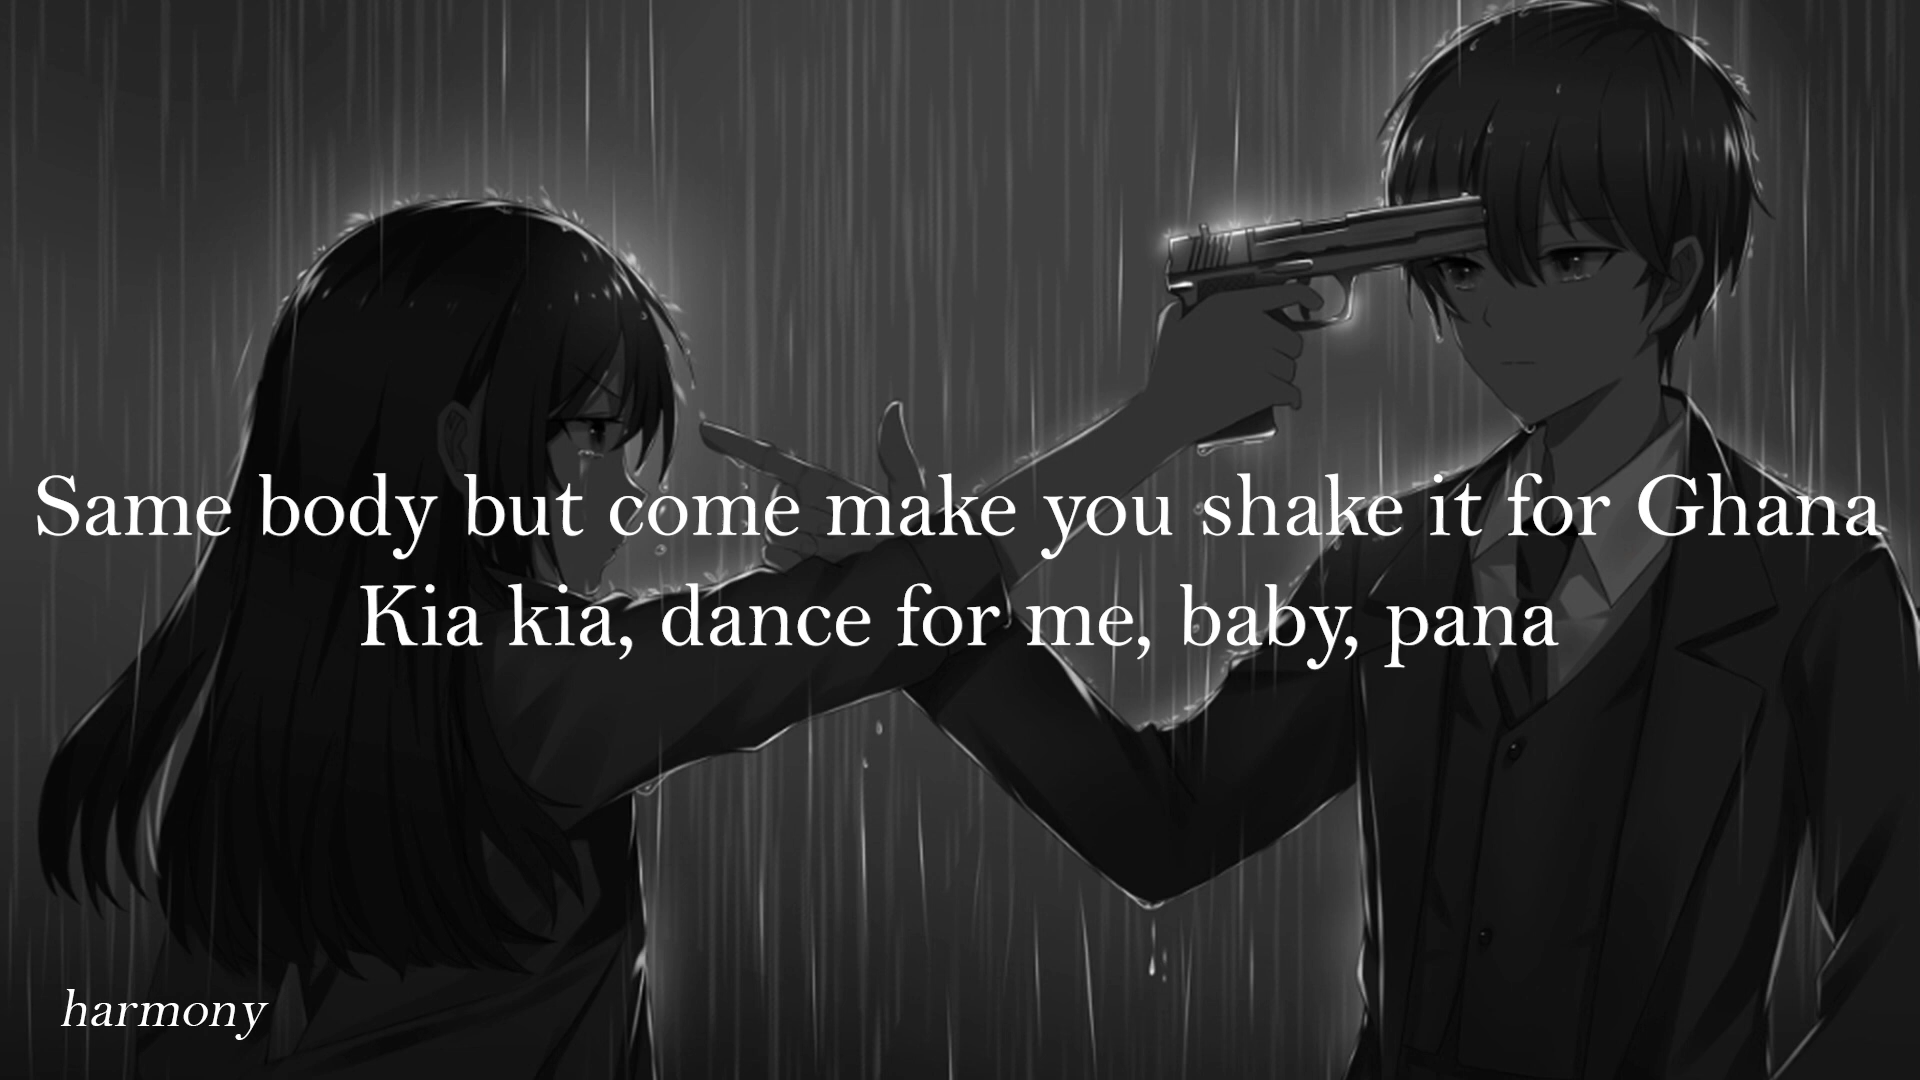 Same body but come make you shake it for Ghana
Kia kia, dance for me, baby, pana
harmony